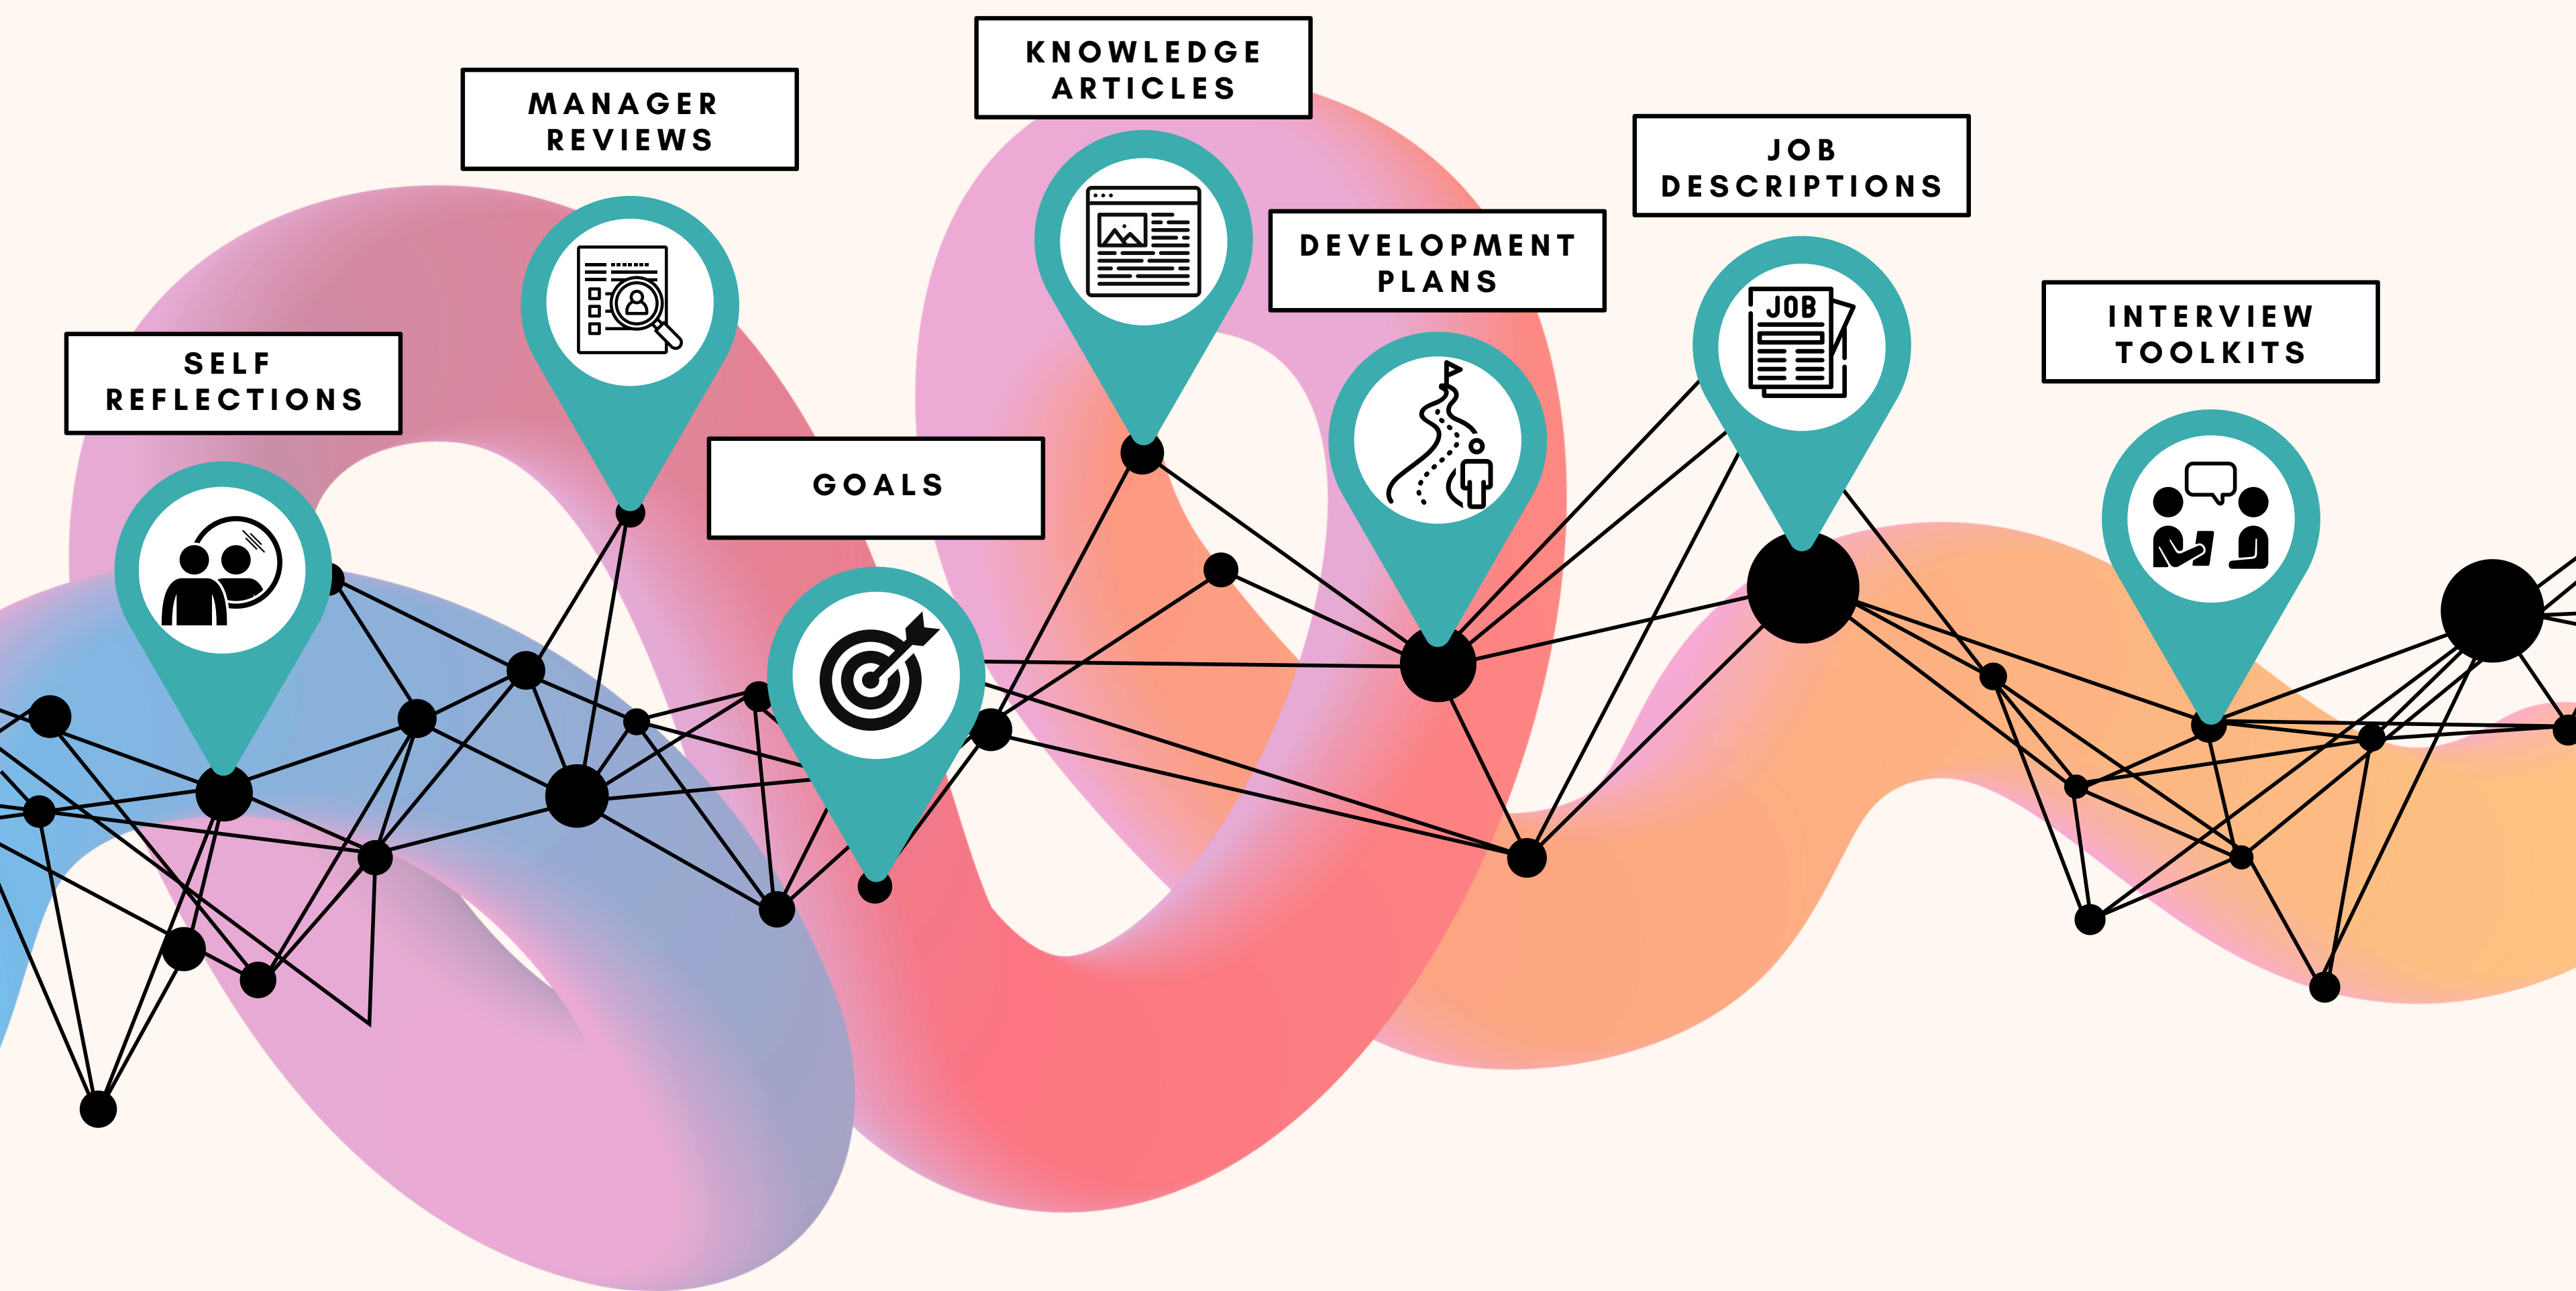 SELF
REFLECTIONS
MANAGER
REVIEWS
GOALS
KNOWLEDGE
ARTICLES
DEVELOPMENT
PLANS
JOB
DESCRIPTIONS
JOB
INTERVIEW
TOOLKITS